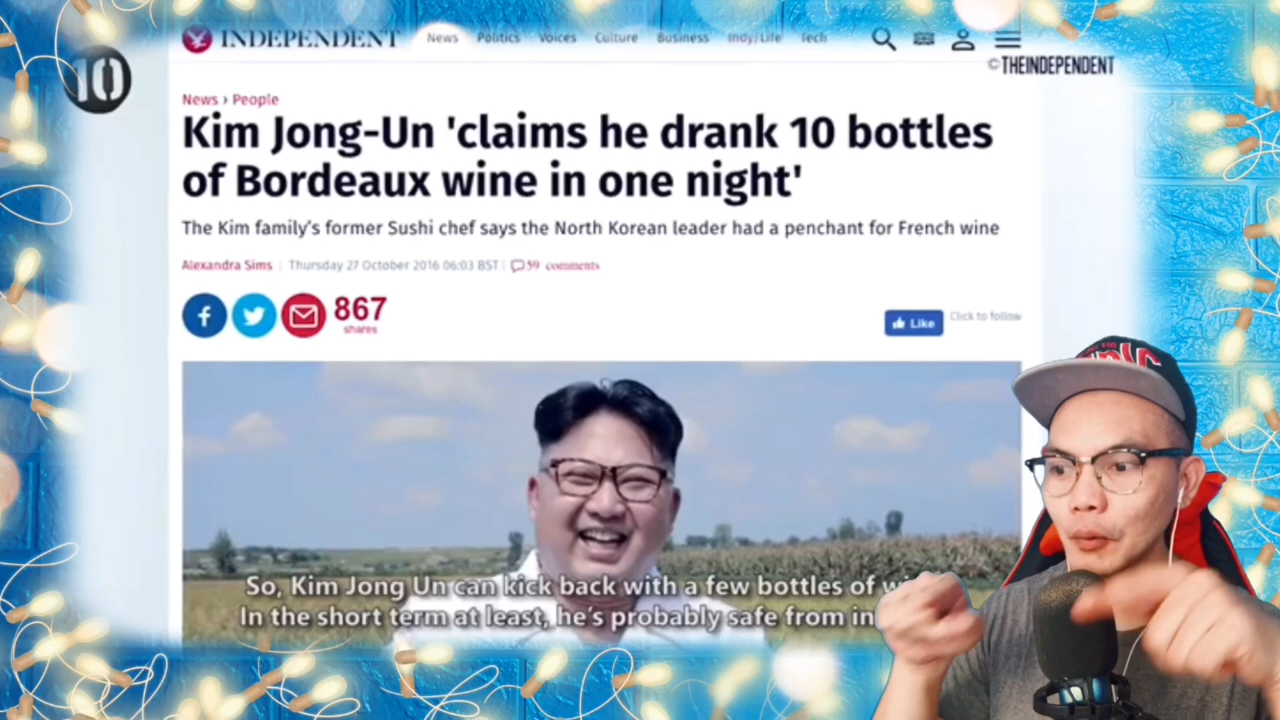 10
INDEPENDENT
News Politics Voices Culture Business Indy/Life Tech
©THEINDEPENDENT
News › People
Kim Jong-Un 'claims he drank 10 bottles
of Bordeaux wine in one night'
The Kim family's former Sushi chef says the North Korean leader had a penchant for French wine
Alexandra Sims | Thursday 27 October 2016 06:03 BST | 59 comments
867
shares
Like Click to follow
So, Kim Jong Un can kick back with a few bottles of
In the short term at least, he's probably safe from